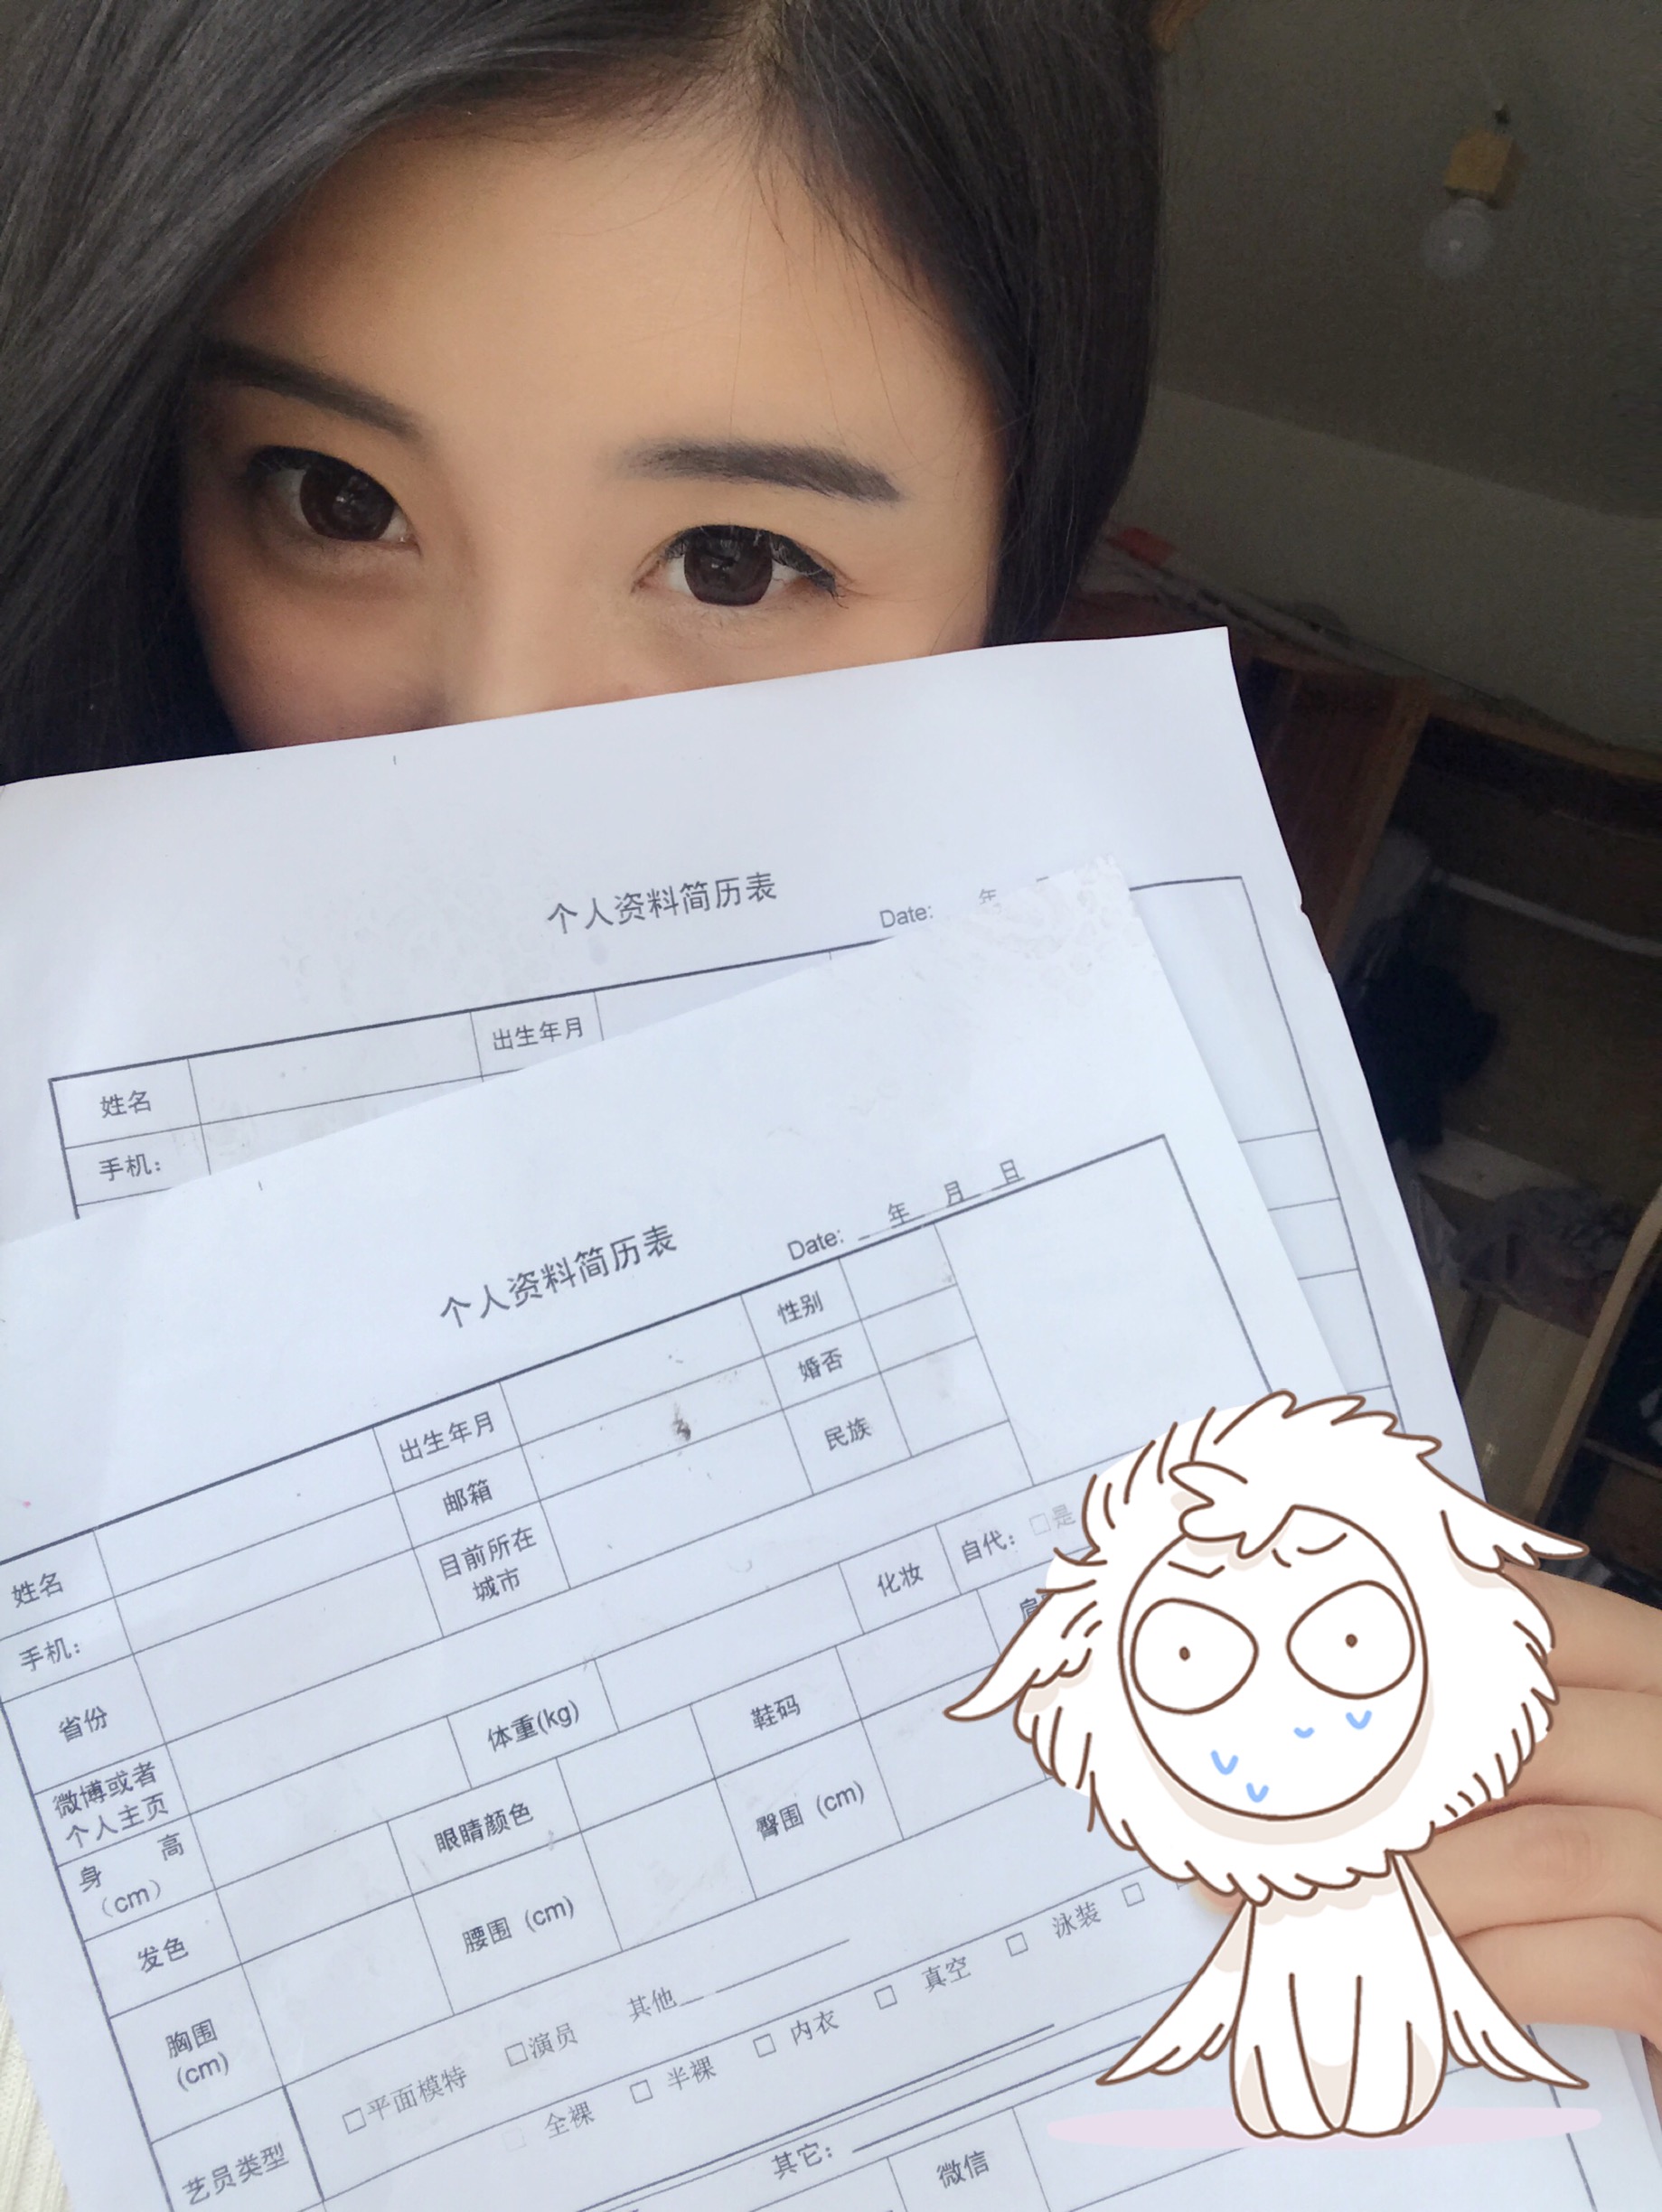 个人资料简历表
Date: 年
姓名 出生年月
手机:
个人资料简历表
Date: 年 月 日
姓名 出生年月 性别
手机: 邮箱 婚否
省份 目前所在城市 民族
微博或者个人主页 化妆 自代: □是
身高（cm） 体重(kg) 鞋码
发色 眼睛颜色 臀围（cm）
胸围(cm) 腰围（cm）
艺员类型 □平面模特 □演员 其他
□ 全裸 □ 半裸 □ 内衣 □ 真空 □ 泳装 □
其它:
微信